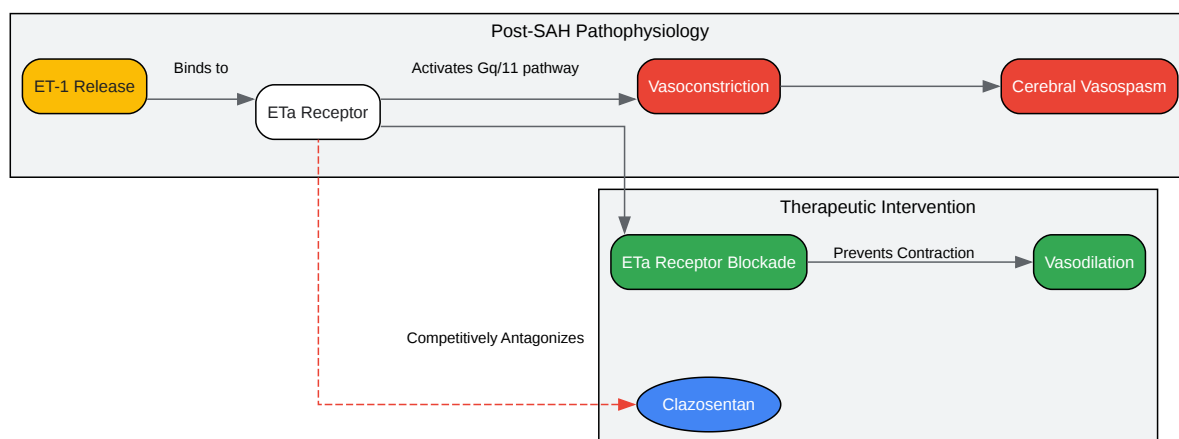 Post-SAH Pathophysiology
ET-1 Release
Binds to
ETa Receptor
Activates Gq/11 pathway
Vasoconstriction
Cerebral Vasospasm
Therapeutic Intervention
ETa Receptor Blockade
Prevents Contraction
Vasodilation
Competitively Antagonizes
Clazosentan